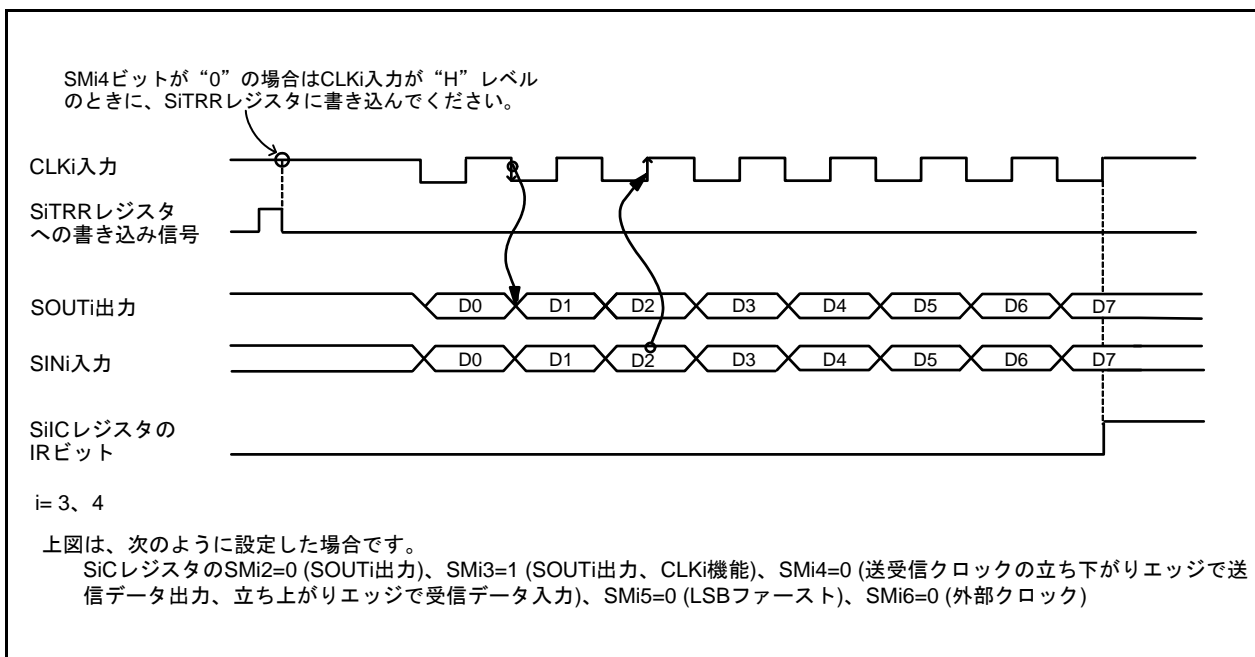 SMi4ビットが“0”の場合はCLKi入力が“H”レベル
のときに、SiTRRレジスタに書き込んでください。
CLKi入力
SiTRRレジスタ
への書き込み信号
SOUTi出力
D0 D1 D2 D3 D4 D5 D6 D7
SINi入力
D0 D1 D2 D3 D4 D5 D6 D7
SiICレジスタの
IRビット
i= 3、4
上図は、次のように設定した場合です。
SiCレジスタのSMi2=0 (SOUTi出力)、SMi3=1 (SOUTi出力、CLKi機能)、SMi4=0 (送受信クロックの立ち下がりエッジで送
信データ出力、立ち上がりエッジで受信データ入力)、SMi5=0 (LSBファースト)、SMi6=0 (外部クロック)